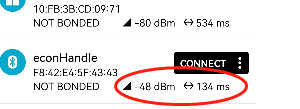 10:FB:3B:CD:09:71
NOT BONDED -80 dBm ↔ 534 ms
econHandle
CONNECT
F8:42:E4:5F:43:43
NOT BONDED -48 dBm ↔ 134 ms